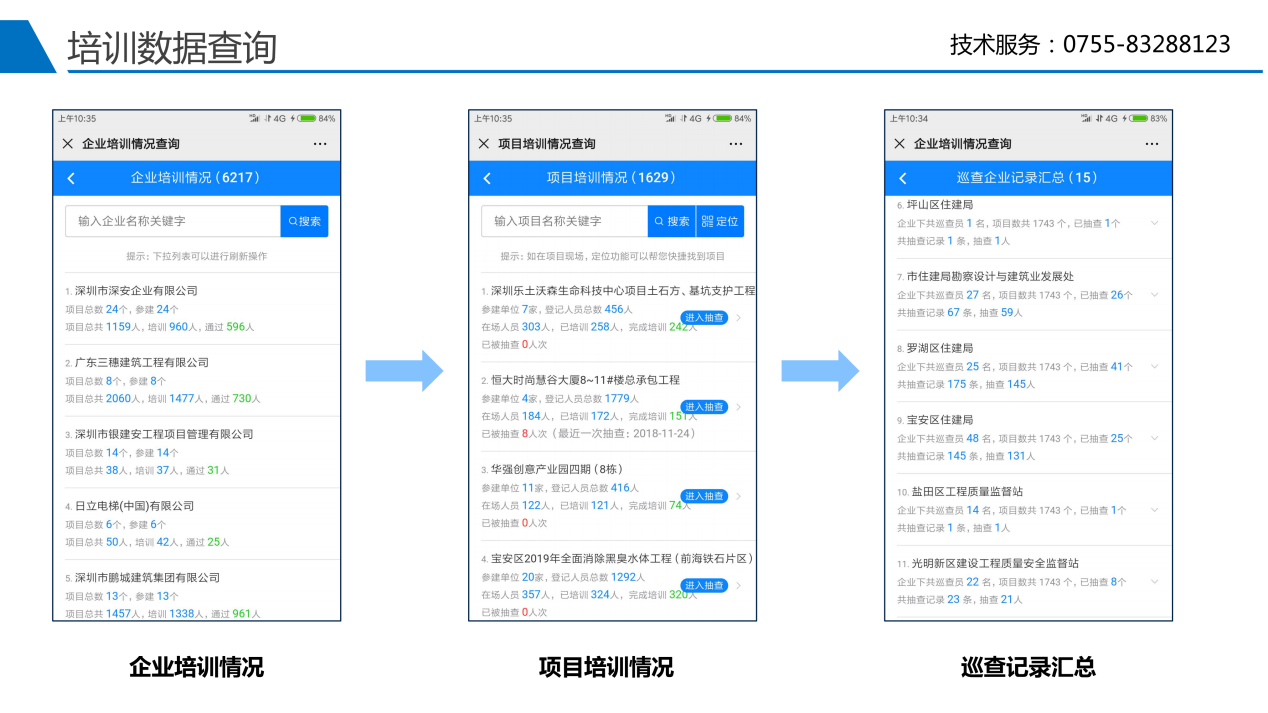 培训数据查询
技术服务：0755-83288123
上午10:35
4G
84%
企业培训情况查询
企业培训情况（6217）
输入企业名称关键字
搜索
提示：下拉列表可以进行刷新操作
1. 深圳市深安企业有限公司
项目总数 24个，参建 24个
项目总共 1159人，培训 960人，通过 596人
2. 广东三穗建筑工程有限公司
项目总数 8个，参建 8个
项目总共 2060人，培训 1477人，通过 730人
3. 深圳市银建安工程项目管理有限公司
项目总数 14个，参建 14个
项目总共 38人，培训 37人，通过 31人
4. 日立电梯(中国)有限公司
项目总数 6个，参建 6个
项目总共 50人，培训 42人，通过 25人
5. 深圳市鹏城建筑集团有限公司
项目总数 13个，参建 13个
项目总共 1457人，培训 1338人，通过 961人
企业培训情况
上午10:35
4G
84%
项目培训情况查询
项目培训情况（1629）
输入项目名称关键字
搜索
定位
提示：如在项目现场，定位功能可以帮您快捷找到项目
1. 深圳乐土沃森生命科技中心项目土石方、基坑支护工程
参建单位 7家，登记人员总数 456人
在场人员 303人，已培训 258人，完成培训 242人
进入抽查
已被抽查 0人次
2. 恒大时尚慧谷大厦8~11#楼总承包工程
参建单位 4家，登记人员总数 1779人
在场人员 184人，已培训 172人，完成培训 151人
进入抽查
已被抽查 8人次（最近一次抽查：2018-11-24）
3. 华强创意产业园四期（8栋）
参建单位 11家，登记人员总数 416人
在场人员 122人，已培训 121人，完成培训 74人
进入抽查
已被抽查 0人次
4. 宝安区2019年全面消除黑臭水体工程（前海铁石片区）
参建单位 20家，登记人员总数 1292人
在场人员 357人，已培训 324人，完成培训 320人
进入抽查
已被抽查 0人次
项目培训情况
上午10:34
4G
83%
企业培训情况查询
巡查企业记录汇总（15）
6. 坪山区住建局
企业下共巡查员 1 名，项目数共 1743 个，已抽查 1个
共抽查记录 1 条，抽查 1人
7. 市住建局勘察设计与建筑业发展处
企业下共巡查员 27 名，项目数共 1743 个，已抽查 26个
共抽查记录 67 条，抽查 59人
8. 罗湖区住建局
企业下共巡查员 25 名，项目数共 1743 个，已抽查 41个
共抽查记录 175 条，抽查 145人
9. 宝安区住建局
企业下共巡查员 48 名，项目数共 1743 个，已抽查 25个
共抽查记录 145 条，抽查 131人
10. 盐田区工程质量监督站
企业下共巡查员 14 名，项目数共 1743 个，已抽查 1个
共抽查记录 1 条，抽查 1人
11. 光明新区建设工程质量安全监督站
企业下共巡查员 22 名，项目数共 1743 个，已抽查 8个
共抽查记录 23 条，抽查 21人
巡查记录汇总